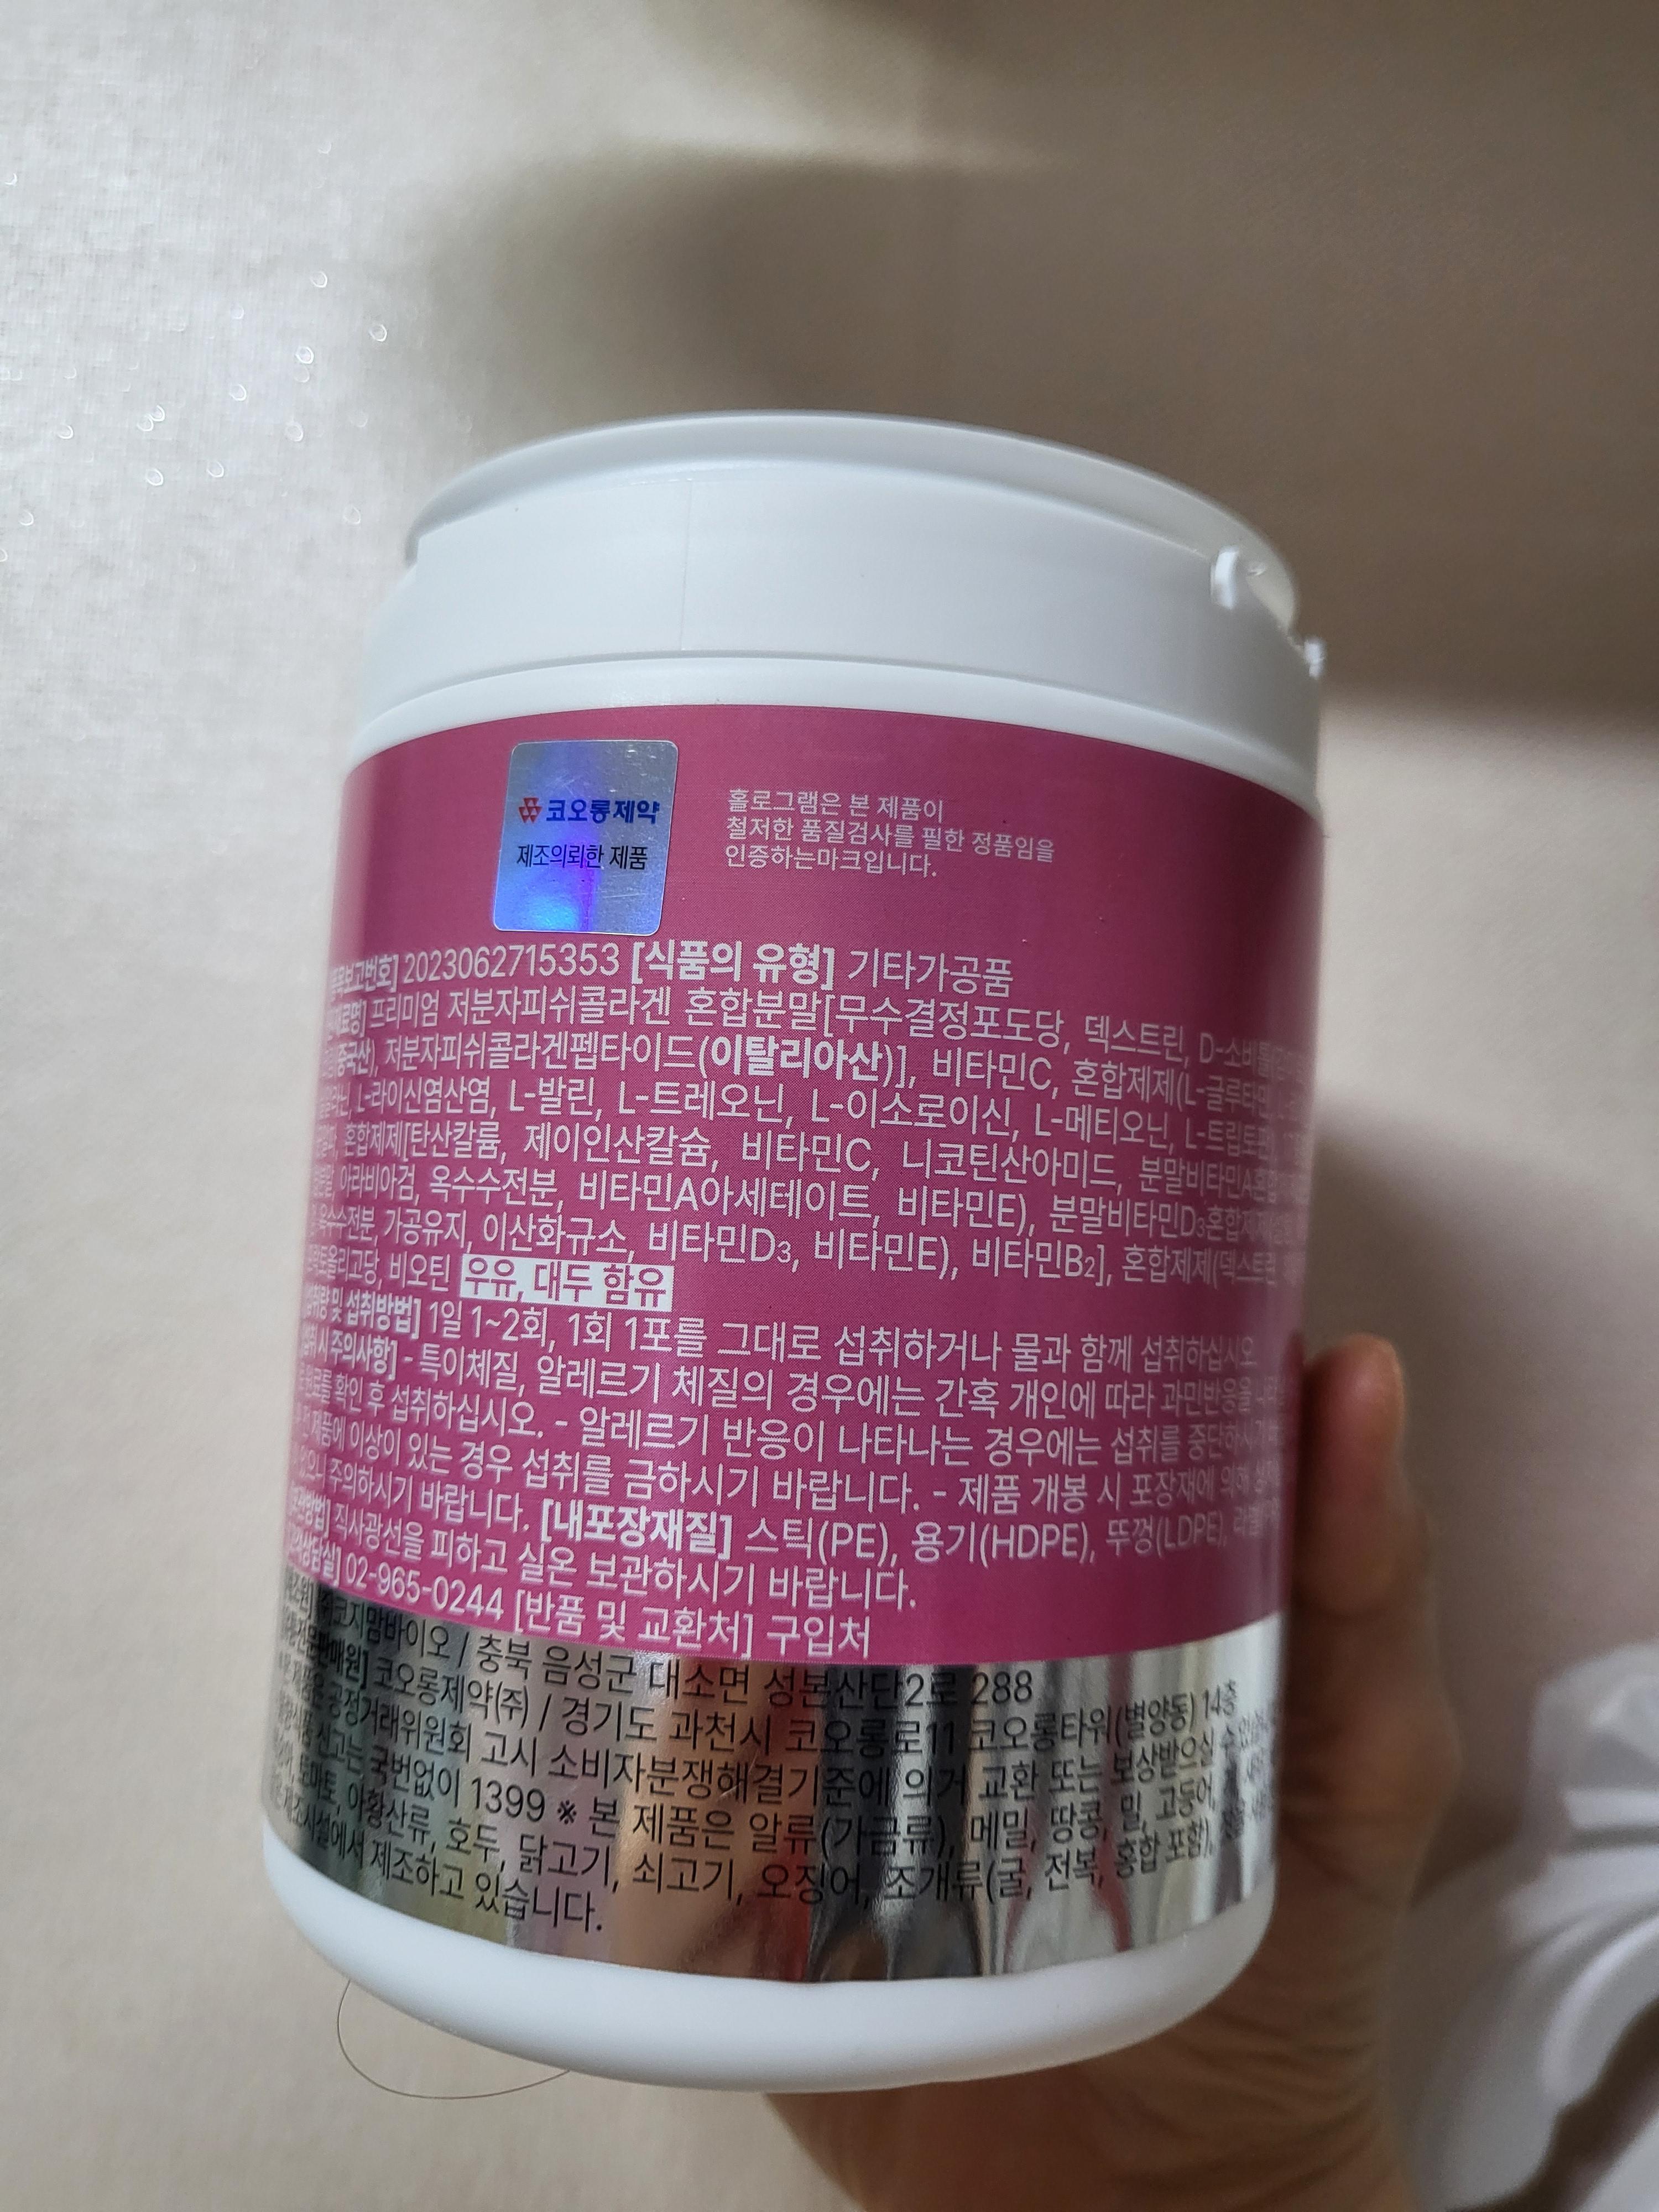 코오롱제약
제조의뢰한 제품
홀로그램은 본 제품이
철저한 품질검사를 필한 정품임을
인증하는마크입니다.
품목보고번호] 2023062715353 [식품의 유형] 기타가공품
프리미엄 저분자피쉬콜라겐 혼합분말[무수결정포도당, 덱스트린,
(중국산), 저분자피쉬콜라겐펩타이드(이탈리아산)], 비타민C, 혼합제제(L-글루타민
L-라이신염산염, L-발린, L-트레오닌, L-이소로이신, L-메티오닌, L-트립토판
혼합제제[탄산칼륨, 제이인산칼슘, 비타민C, 니코틴산아미드, 분말비타민A
아라비아검, 옥수수전분, 비타민A아세테이트, 비타민E), 분말비타민D3혼합제제
옥수수전분, 가공유지, 이산화규소, 비타민D3, 비타민E), 비타민B2], 혼합제제(덱스트린
비오틴 우유, 대두 함유
및 섭취방법] 1일 1~2회, 1회 1포를 그대로 섭취하거나 물과 함께 섭취하십시오
시 주의사항] - 특이체질, 알레르기 체질의 경우에는 간혹 개인에 따라 과민반응을
확인 후 섭취하십시오. - 알레르기 반응이 나타나는 경우에는 섭취를 중단하시기
제품에 이상이 있는 경우 섭취를 금하시기 바랍니다. - 제품 개봉 시 포장재에 의해
주의하시기 바랍니다. [내포장재질] 스틱(PE), 용기(HDPE), 뚜껑(LDPE),
직사광선을 피하고 실온 보관하시기 바랍니다.
02-965-0244 [반품 및 교환처] 구입처
코지맘바이오 / 충북 음성군 대소면 성본산단2로 288
판매원] 코오롱제약(주) / 경기도 과천시 코오롱로11 코오롱타워(별양동) 14층
공정거래위원회 고시 소비자분쟁해결기준에 의거 교환 또는 보상받으실 수
신고는 국번없이 1399 ※ 본 제품은 알류(가금류), 메밀, 땅콩, 밀, 고등어,
토마토, 아황산류, 호두, 닭고기, 쇠고기, 오징어, 조개류(굴, 전복, 홍합 포함),
제조시설에서 제조하고 있습니다.